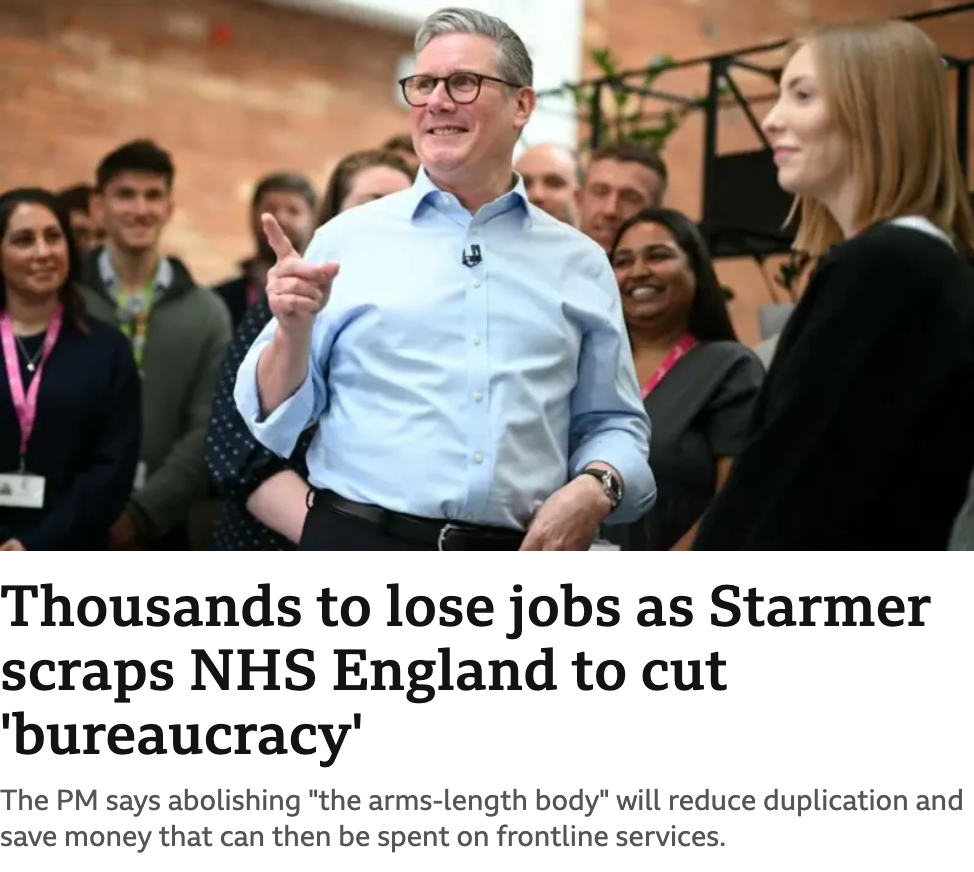 Thousands to lose jobs as Starmer
scraps NHS England to cut
'bureaucracy'
The PM says abolishing "the arms-length body" will reduce duplication and
save money that can then be spent on frontline services.